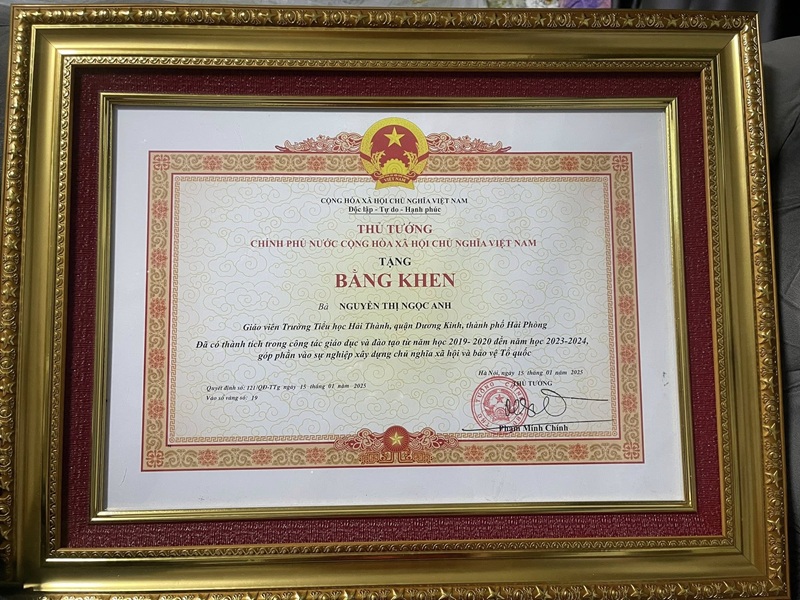 VIỆT NAM
CỘNG HÒA XÃ HỘI CHỦ NGHĨA VIỆT NAM
Độc lập - Tự do - Hạnh phúc
THỦ TƯỚNG
CHÍNH PHỦ NƯỚC CỘNG HÒA XÃ HỘI CHỦ NGHĨA VIỆT NAM
TẶNG
BẰNG KHEN
Bà NGUYỄN THỊ NGỌC ANH
Giáo viên Trường Tiểu học Hải Thành, quận Dương Kinh, thành phố Hải Phòng
Đã có thành tích trong công tác giáo dục và đào tạo từ năm học 2019- 2020 đến năm học 2023-2024,
góp phần vào sự nghiệp xây dựng chủ nghĩa xã hội và bảo vệ Tổ quốc
Hà Nội, ngày 15 tháng 01 năm 2025
Quyết định số: 121/QĐ-TTg ngày 15 tháng 01 năm 2025
Vào sổ vàng số: 19
THỦ TƯỚNG
Phạm Minh Chính